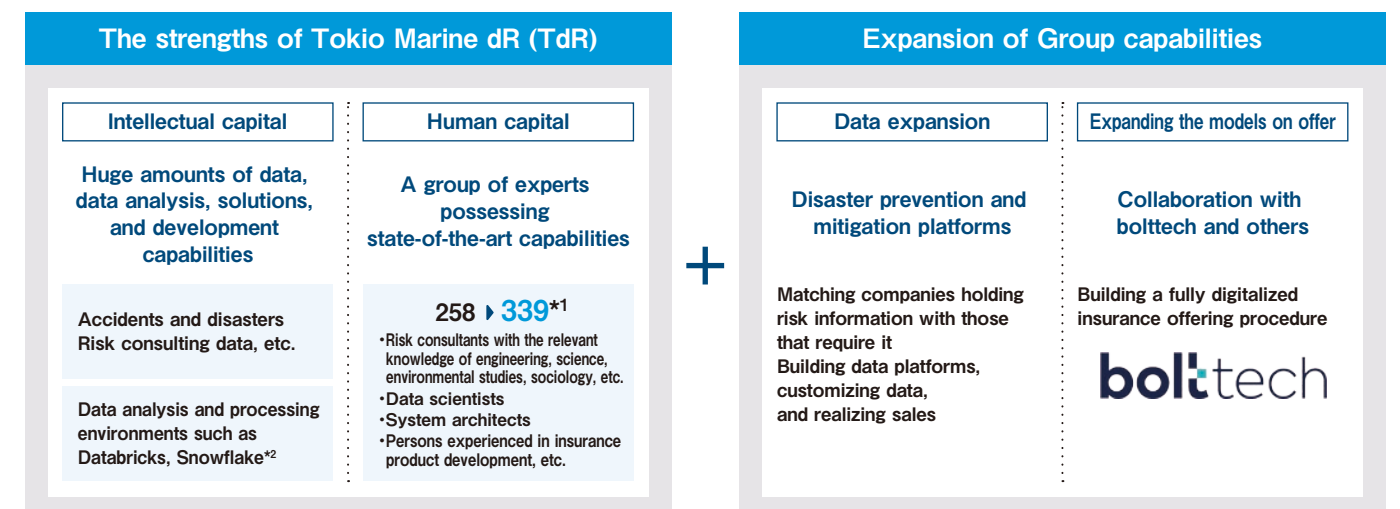 The strengths of Tokio Marine dR (TdR)
Intellectual capital
Huge amounts of data,
data analysis, solutions,
and development
capabilities
Accidents and disasters
Risk consulting data, etc.
Data analysis and processing
environments such as
Databricks, Snowflake*2
Human capital
A group of experts
possessing
state-of-the-art capabilities
258 339*1
・Risk consultants with the relevant
knowledge of engineering, science,
environmental studies, sociology, etc.
・Data scientists
・System architects
・Persons experienced in insurance
product development, etc.
+
Expansion of Group capabilities
Data expansion
Disaster prevention and
mitigation platforms
Matching companies holding
risk information with those
that require it
Building data platforms,
customizing data,
and realizing sales
Expanding the models on offer
Collaboration with
bolttech and others
Building a fully digitalized
insurance offering procedure
bolttech